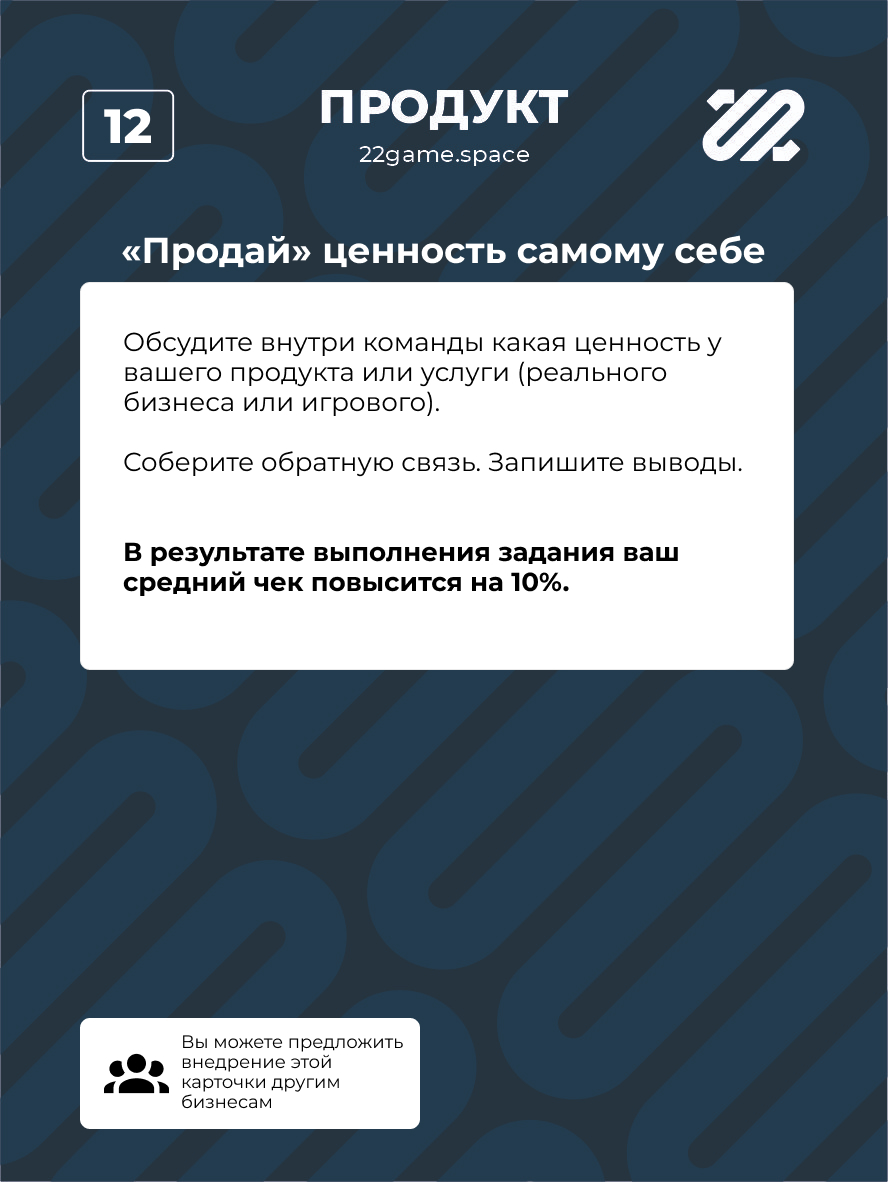 12
ПРОДУКТ
22game.space
«Продай» ценность самому себе
Обсудите внутри команды какая ценность у
вашего продукта или услуги (реального
бизнеса или игрового).
Соберите обратную связь. Запишите выводы.
В результате выполнения задания ваш
средний чек повысится на 10%.
Вы можете предложить
внедрение этой
карточки другим
бизнесам